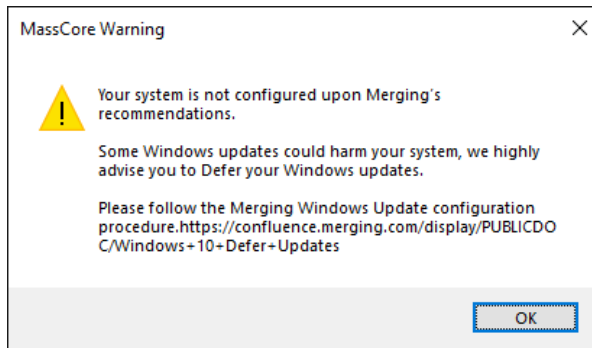 MassCore Warning
Your system is not configured upon Merging's
recommendations.
Some Windows updates could harm your system, we highly
advise you to Defer your Windows updates.
Please follow the Merging Windows Update configuration
procedure.https://confluence.merging.com/display/PUBLICDO
C/Windows+10+Defer+Updates
OK